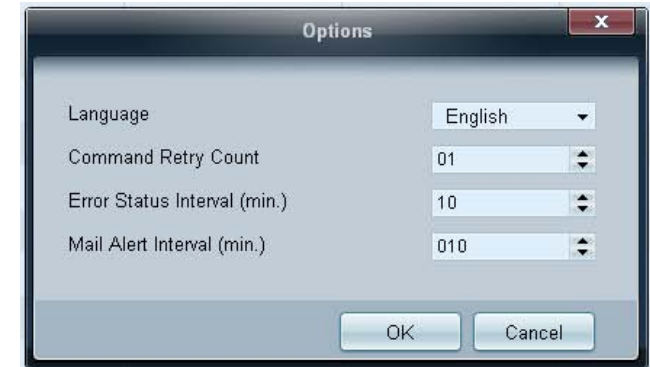 Options
x
Language English
Command Retry Count 01
Error Status Interval (min.) 10
Mail Alert Interval (min.) 010
OK Cancel